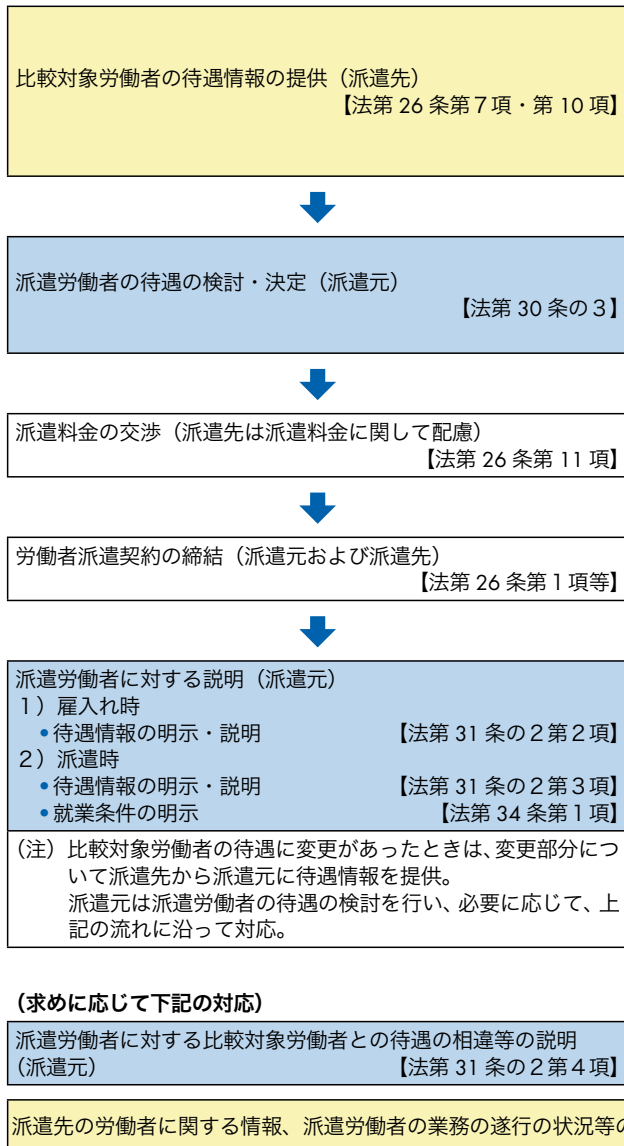 比較対象労働者の待遇情報の提供（派遣先）
【法第 26 条第７項・第 10 項】
派遣労働者の待遇の検討・決定（派遣元）
【法第 30 条の３】
派遣料金の交渉（派遣先は派遣料金に関して配慮）
【法第 26 条第 11 項】
労働者派遣契約の締結（派遣元および派遣先）
【法第 26 条第１項等】
派遣労働者に対する説明（派遣元）
１）雇入れ時
•待遇情報の明示・説明 【法第 31 条の２第２項】
２）派遣時
•待遇情報の明示・説明 【法第 31 条の２第３項】
•就業条件の明示 【法第 34 条第１項】
（注）比較対象労働者の待遇に変更があったときは、変更部分につ
いて派遣先から派遣元に待遇情報を提供。
派遣元は派遣労働者の待遇の検討を行い、必要に応じて、上
記の流れに沿って対応。
（求めに応じて下記の対応）
派遣労働者に対する比較対象労働者との待遇の相違等の説明
（派遣元） 【法第 31 条の２第４項】
派遣先の労働者に関する情報、派遣労働者の業務の遂行の状況等の